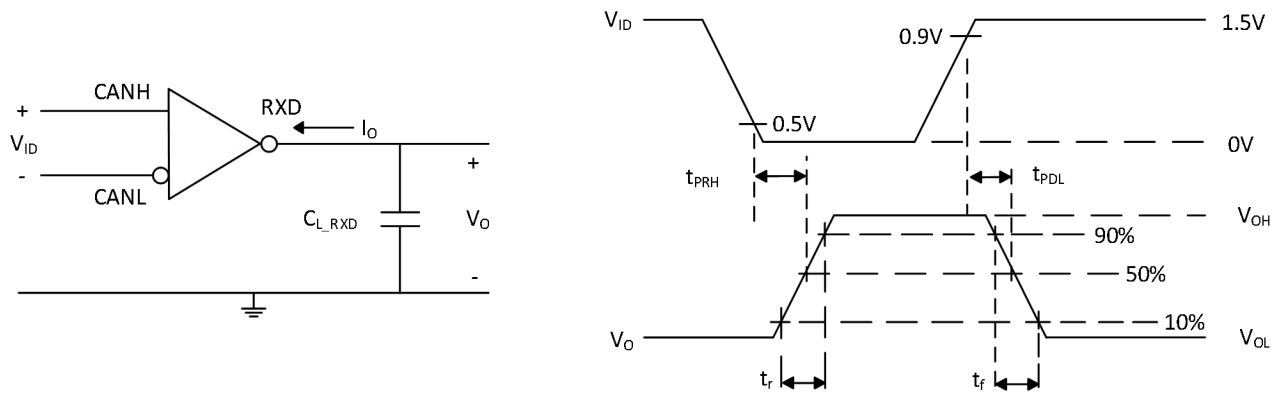 CANH
RXD
+
I_O
V_ID
-
CANL
C_L_RXD
+
V_O
-
V_ID
1.5V
0.9V
0.5V
0V
t_PRH
t_PDL
V_OH
90%
50%
10%
V_O
V_OL
t_r
t_f